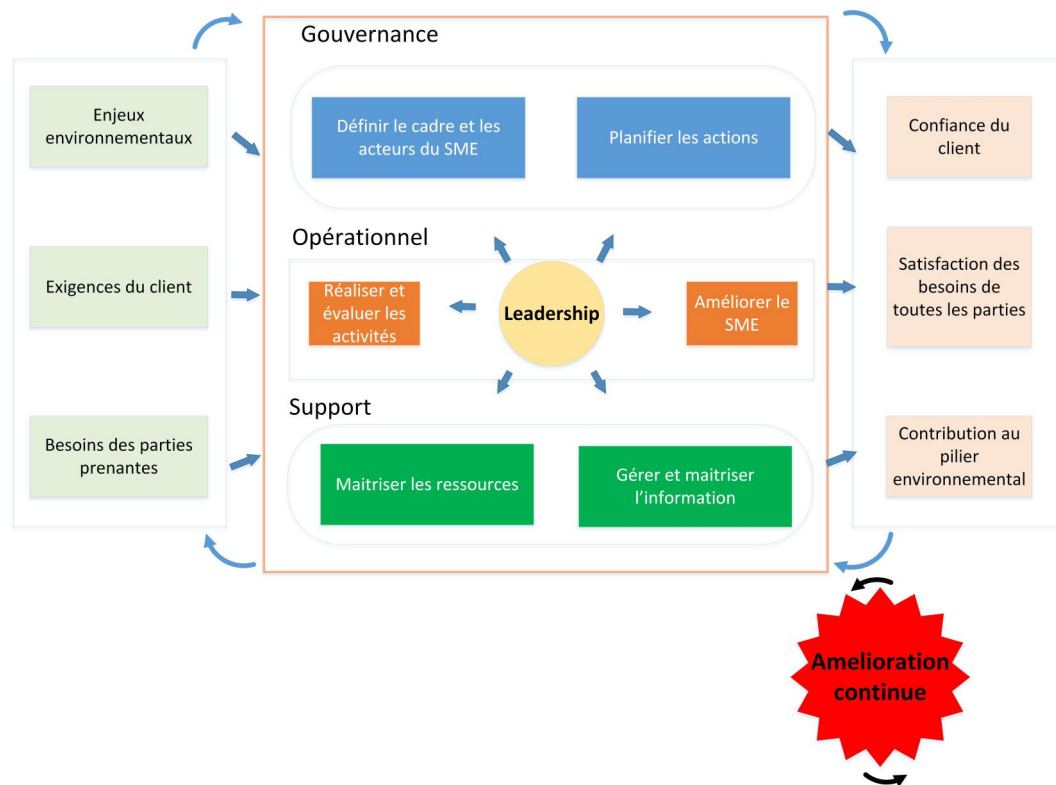 Gouvernance
Enjeux
environnementaux
Définir le cadre et les
acteurs du SME
Planifier les actions
Confiance du
client
Opérationnel
Exigences du client
Réaliser et
évaluer les
activités
Leadership
Améliorer le
SME
Satisfaction des
besoins de
toutes les parties
Support
Besoins des parties
prenantes
Maitriser les ressources
Gérer et maitriser
l’information
Contribution au
pilier
environnemental
Amelioration
continue